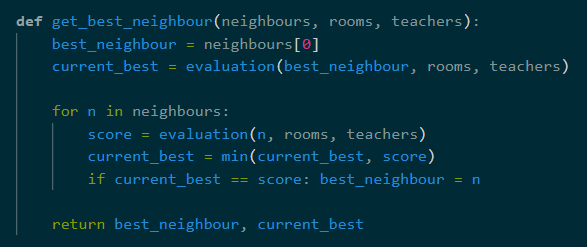 def get_best_neighbour(neighbours, rooms, teachers):
    best_neighbour = neighbours[0]
    current_best = evaluation(best_neighbour, rooms, teachers)

    for n in neighbours:
        score = evaluation(n, rooms, teachers)
        current_best = min(current_best, score)
        if current_best == score: best_neighbour = n

    return best_neighbour, current_best